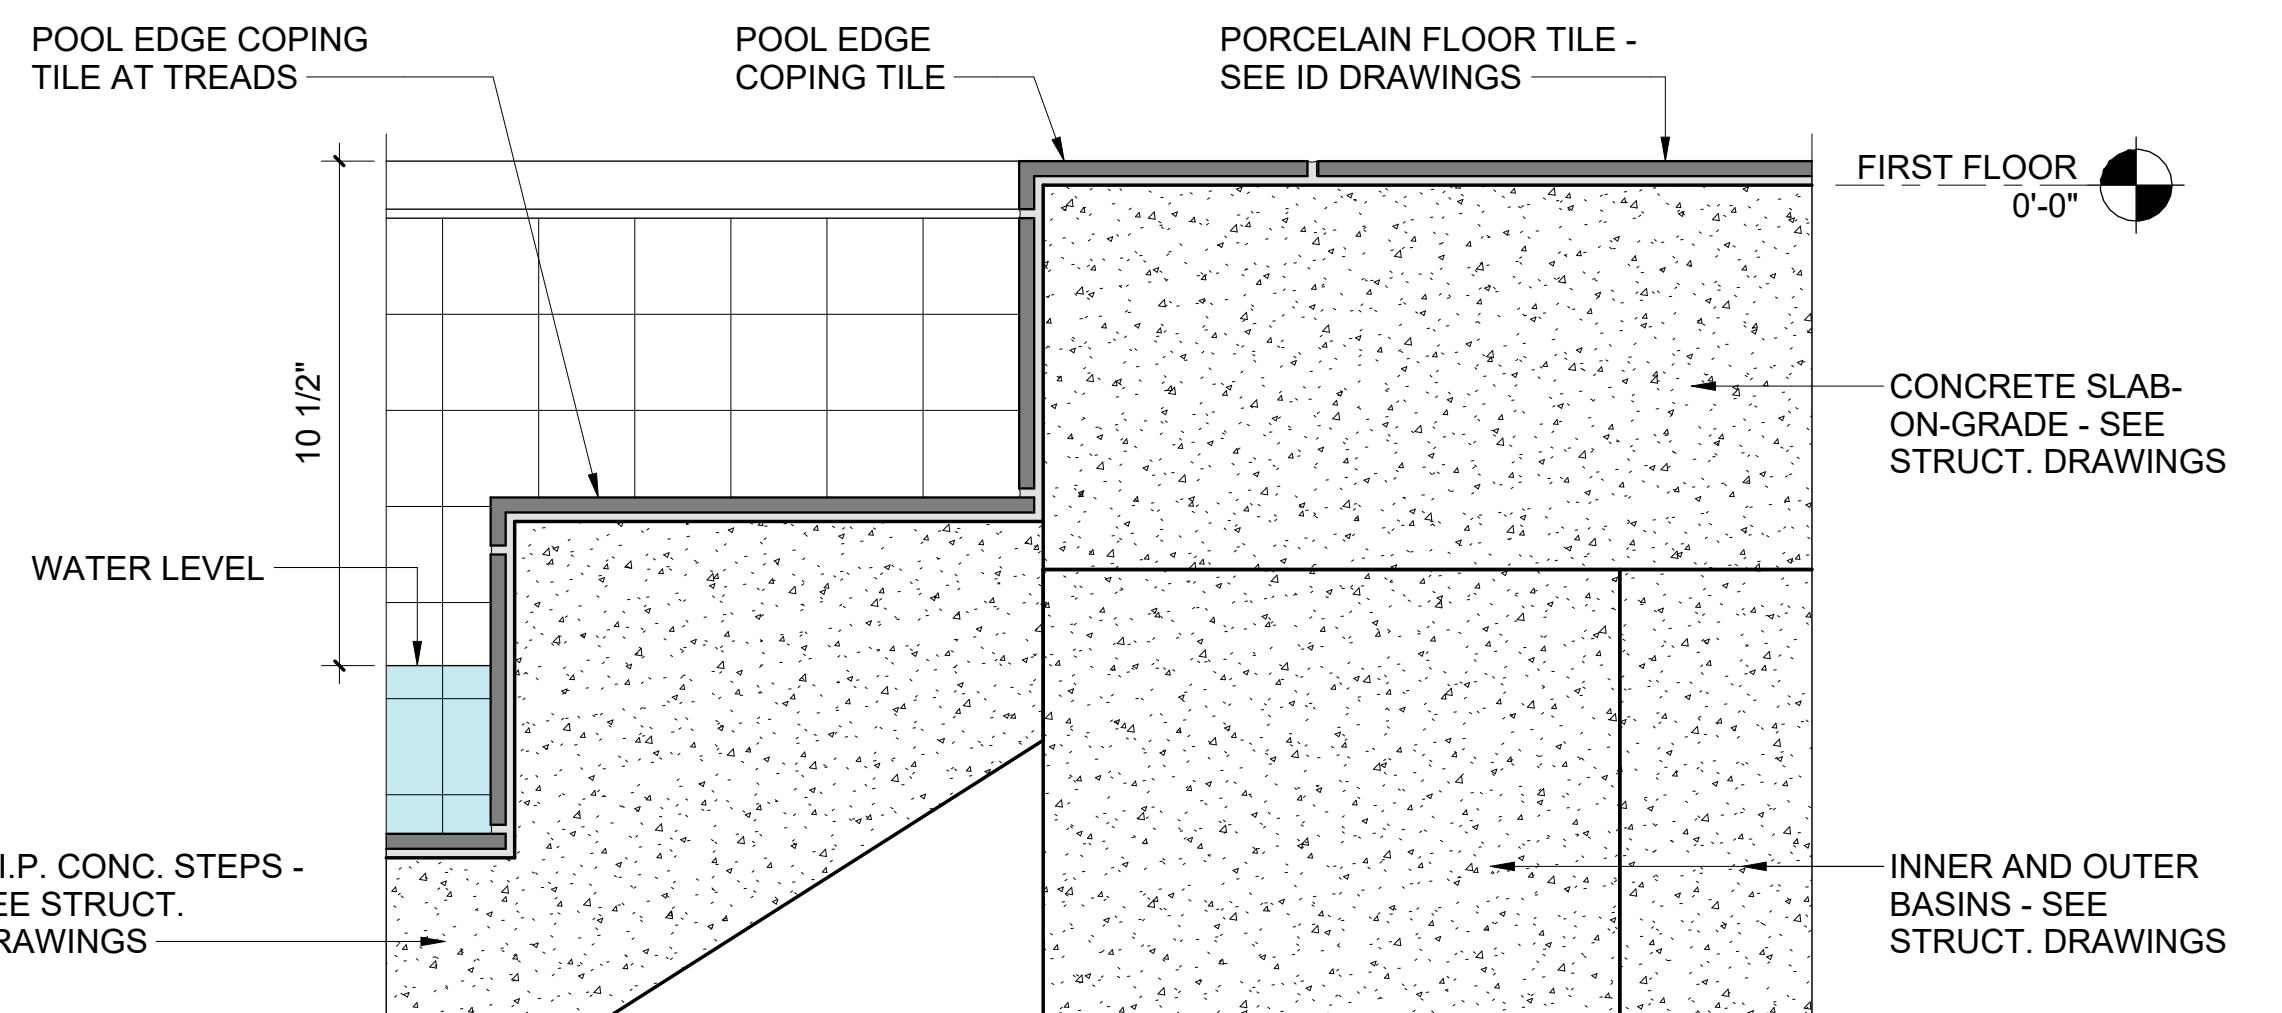 POOL EDGE COPING
TILE AT TREADS
POOL EDGE
COPING TILE
PORCELAIN FLOOR TILE -
SEE ID DRAWINGS
FIRST FLOOR
0'-0"
10 1/2"
CONCRETE SLAB-
ON-GRADE - SEE
STRUCT. DRAWINGS
WATER LEVEL
I.P. CONC. STEPS -
EE STRUCT.
RAWINGS
INNER AND OUTER
BASINS - SEE
STRUCT. DRAWINGS